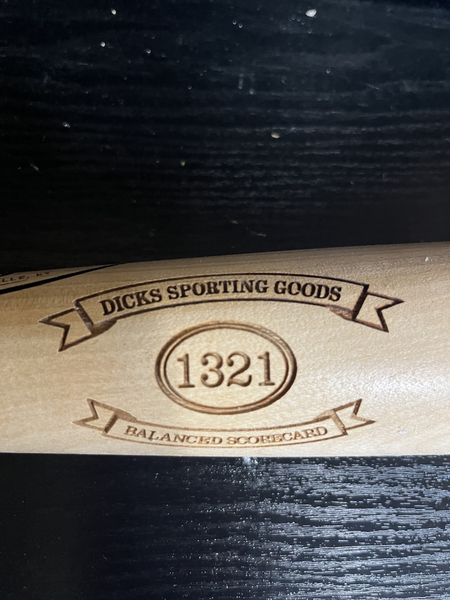 DICKS SPORTING GOODS
1321
BALANCED SCORECARD